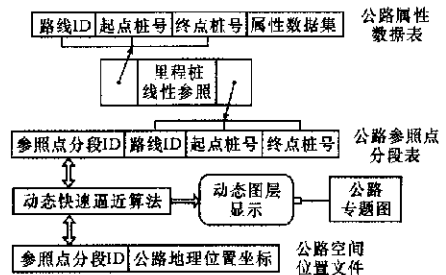 路线ID 起点桩号 终点桩号 属性数据集 公路属性
数据表
里程桩
线性参照
参照点分段ID 路线ID 起点桩号 终点桩号 公路参照点
分段表
动态快速逼近算法 动态图层
显示 公路
专题图
参照点分段ID 公路地理位置坐标 公路空间
位置文件